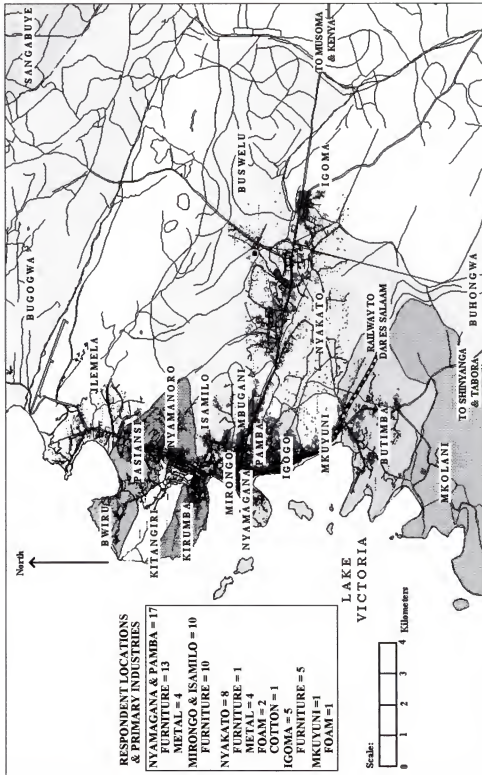 SANGABUYE
BUGOGWA
ILEMELA
TO MUSOMA
& KENYA
BUSWELU
IGOMA
BWIRU
PASIANSI
NYAMANORO
KITANGIRI
KIRUMBA
ISAMILO
MIRONGO
MBUGANI
NYAMAGANA
PAMBA
IGOGO
NYAKATO
MKUYUNI
RAILWAY TO
DAR ES SALAAM
BUTIMBA
BUHONGWA
TO SHINYANGA
& TABORA
MKOLANI
LAKE
VICTORIA
North
RESPONDENT LOCATIONS
& PRIMARY INDUSTRIES
NYAMAGANA & PAMBA = 17
FURNITURE = 13
METAL = 4
MIRONGO & ISAMILO = 10
FURNITURE = 10
NYAKATO = 8
FURNITURE = 1
METAL = 4
FOAM = 2
COTTON = 1
IGOMA = 5
FURNITURE = 5
MKUYUNI =1
FOAM =1
Scale:
0 1 2 3 4
Kilometers